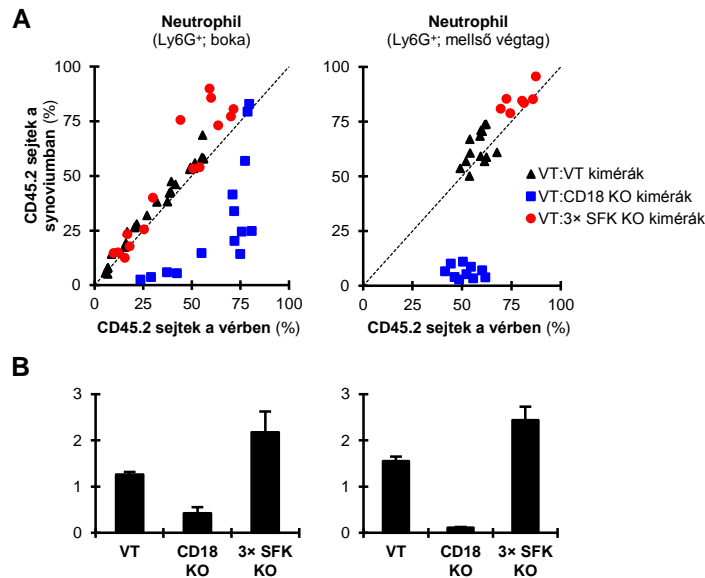 A
Neutrophil
(Ly6G⁺; boka)
CD45.2 sejtek a
synoviumban (%)
100
75
50
25
0
0 25 50 75 100
CD45.2 sejtek a vérben (%)
Neutrophil
(Ly6G⁺; mellső végtag)
100
75
50
25
0
0 25 50 75 100
CD45.2 sejtek a vérben (%)
VT:VT kimérák
VT:CD18 KO kimérák
VT:3× SFK KO kimérák
B
3
2
1
0
VT CD18 3× SFK
KO KO
3
2
1
0
VT CD18 3× SFK
KO KO